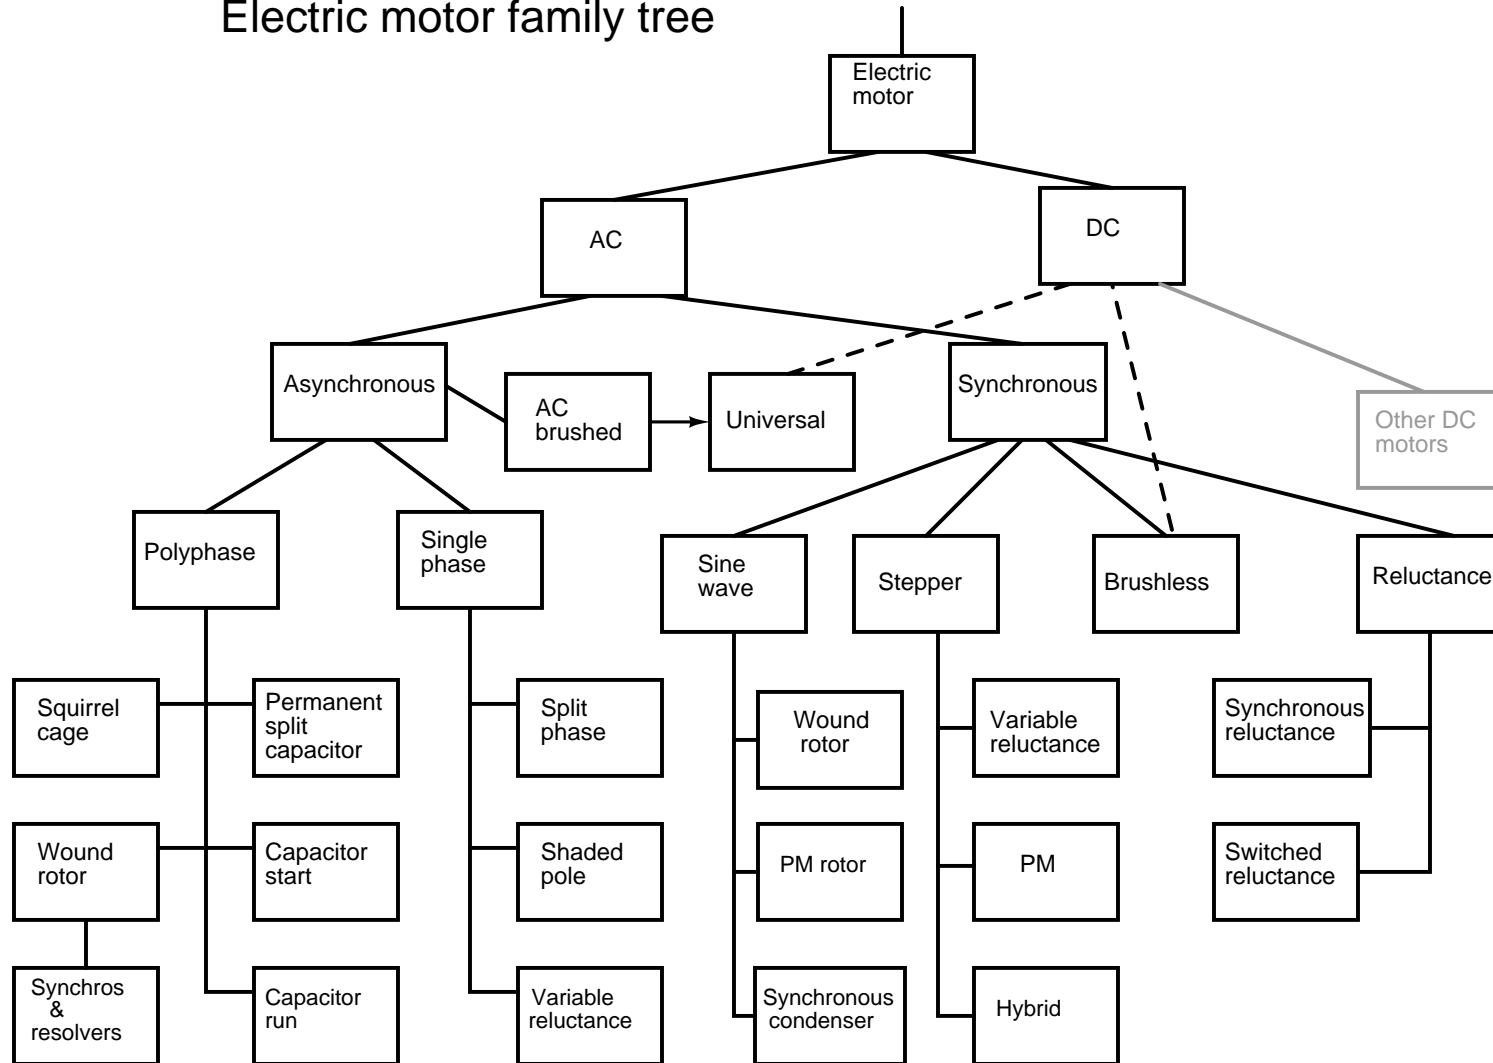 Electric motor family tree
Electric
motor
AC
DC
Asynchronous
AC
brushed
Universal
Synchronous
Other DC
motors
Polyphase
Single
phase
Sine
wave
Stepper
Brushless
Reluctance
Squirrel
cage
Permanent
split
capacitor
Split
phase
Wound
rotor
Variable
reluctance
Synchronous
reluctance
Wound
rotor
Capacitor
start
Shaded
pole
PM rotor
PM
Switched
reluctance
Synchros
&
resolvers
Capacitor
run
Variable
reluctance
Synchronous
condenser
Hybrid